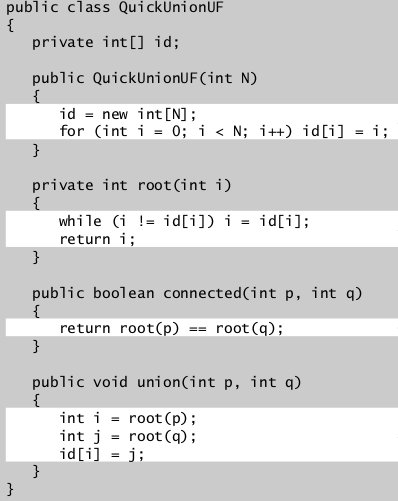 public class QuickUnionUF
{
   private int[] id;
   public QuickUnionUF(int N)
   {
      id = new int[N];
      for (int i = 0; i < N; i++) id[i] = i;
   }
   private int root(int i)
   {
      while (i != id[i]) i = id[i];
      return i;
   }
   public boolean connected(int p, int q)
   {
      return root(p) == root(q);
   }
   public void union(int p, int q)
   {
      int i = root(p);
      int j = root(q);
      id[i] = j;
   }
}